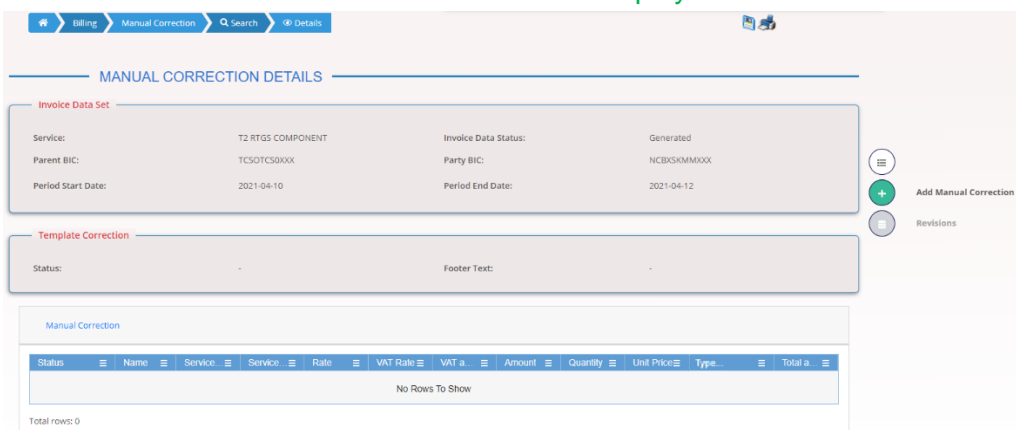 Billing Manual Correction Search Details
MANUAL CORRECTION DETAILS
Invoice Data Set
Service: T2 RTGS COMPONENT Invoice Data Status: Generated
Parent BIC: TCSOTCS0XXX Party BIC: NCBXSKMMXXX
Period Start Date: 2021-04-10 Period End Date: 2021-04-12
Add Manual Correction
Revisions
Template Correction
Status: - Footer Text: -
Manual Correction
Status Name Service... Service... Rate VAT Rate VAT a... Amount Quantity Unit Price Type... Total a...
No Rows To Show
Total rows: 0